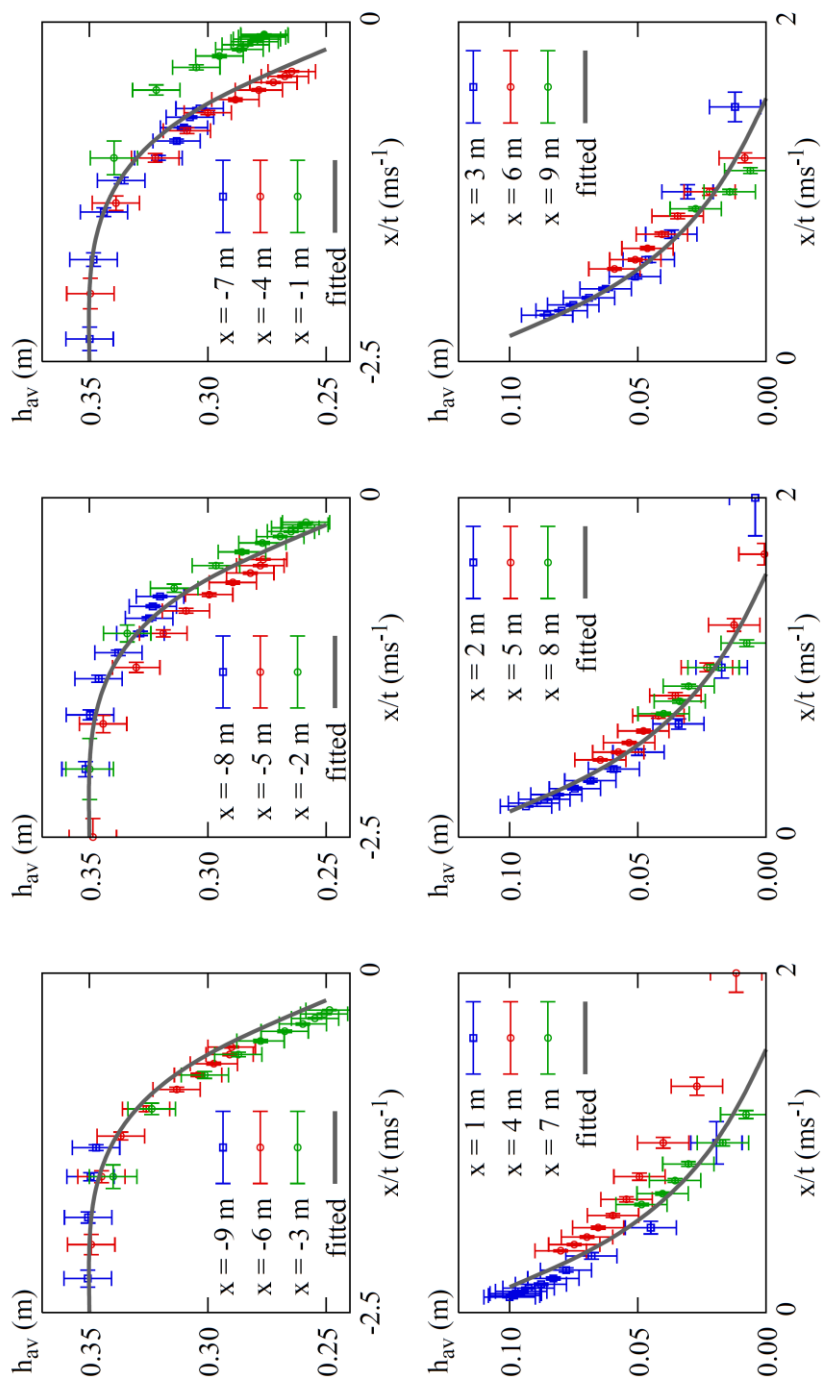 h_av (m)
0.35
0.30
0.25
x = -9 m
x = -6 m
x = -3 m
fitted
-2.5
0
x/t (ms⁻¹)
h_av (m)
0.35
0.30
0.25
x = -8 m
x = -5 m
x = -2 m
fitted
-2.5
0
x/t (ms⁻¹)
h_av (m)
0.35
0.30
0.25
x = -7 m
x = -4 m
x = -1 m
fitted
-2.5
0
x/t (ms⁻¹)
h_av (m)
0.10
0.05
0.00
x = 1 m
x = 4 m
x = 7 m
fitted
0
2
x/t (ms⁻¹)
h_av (m)
0.10
0.05
0.00
x = 2 m
x = 5 m
x = 8 m
fitted
0
2
x/t (ms⁻¹)
h_av (m)
0.10
0.05
0.00
x = 3 m
x = 6 m
x = 9 m
fitted
0
2
x/t (ms⁻¹)